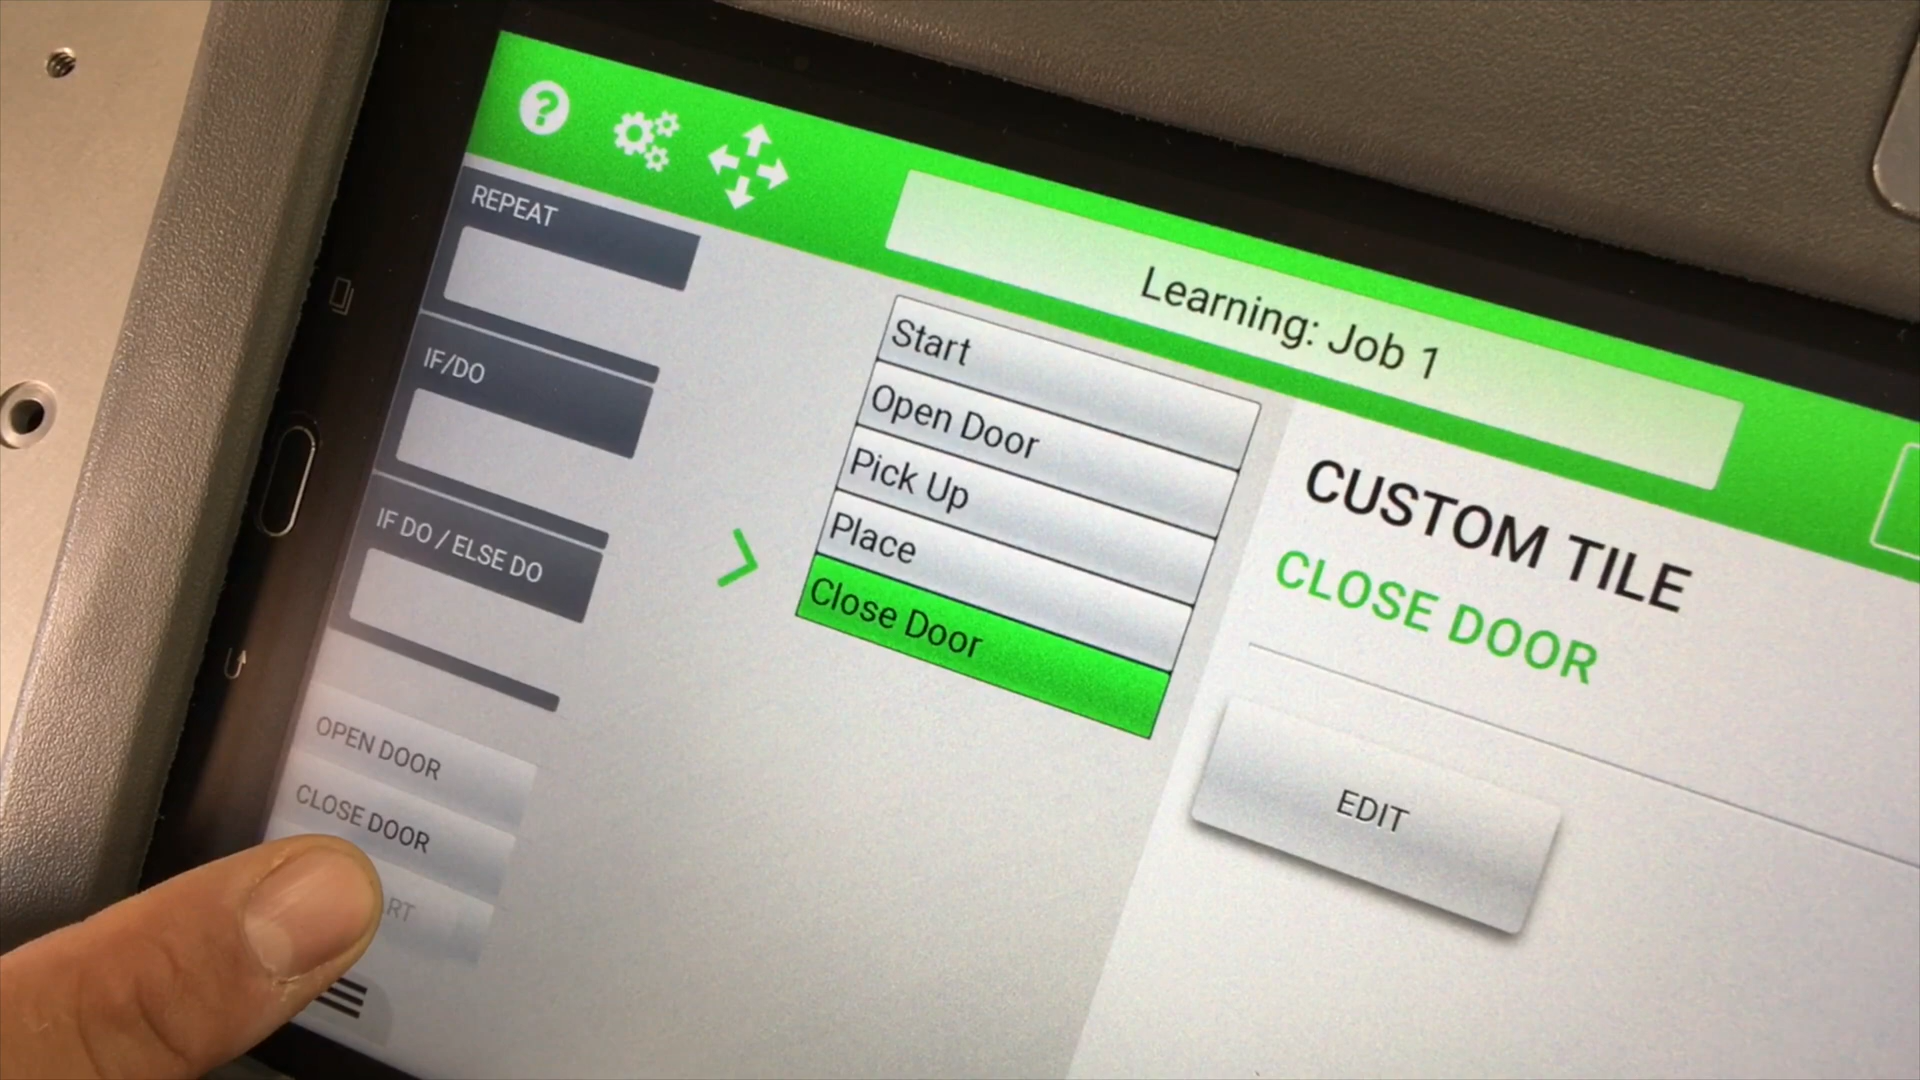 Learning: Job 1
REPEAT
IF/DO
IF DO / ELSE DO
OPEN DOOR
CLOSE DOOR
Start
Open Door
Pick Up
Place
Close Door
CUSTOM TILE
CLOSE DOOR
EDIT